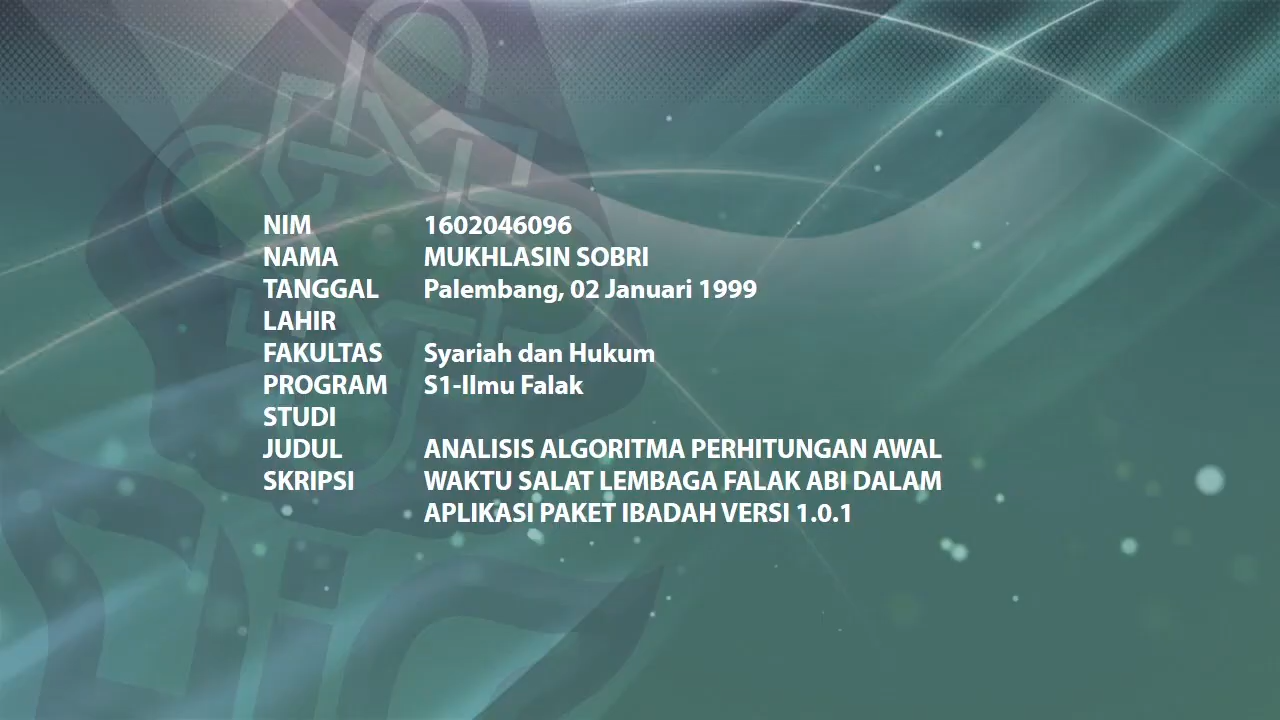 NIM 1602046096
NAMA MUKHLASIN SOBRI
TANGGAL Palembang, 02 Januari 1999
LAHIR
FAKULTAS Syariah dan Hukum
PROGRAM S1-Ilmu Falak
STUDI
JUDUL ANALISIS ALGORITMA PERHITUNGAN AWAL
SKRIPSI WAKTU SALAT LEMBAGA FALAK ABI DALAM
APLIKASI PAKET IBADAH VERSI 1.0.1